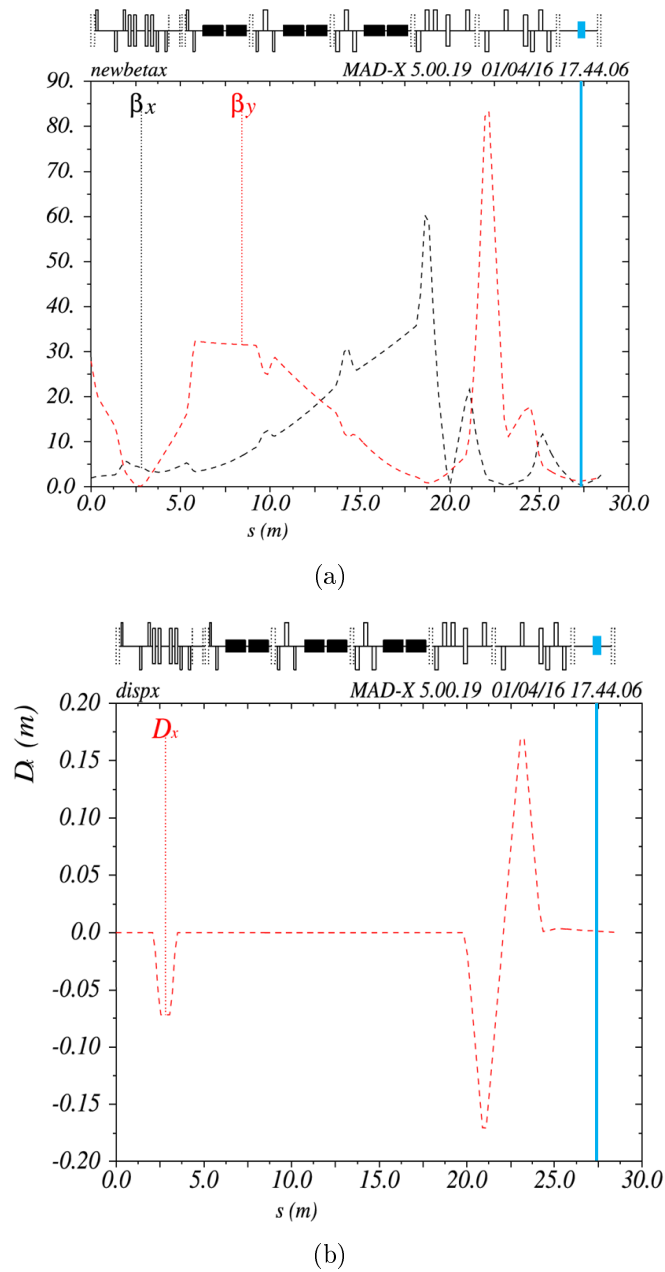 newbetax MAD-X 5.00.19 01/04/16 17.44.06
90.
βx βy
80.
70.
60.
50.
40.
30.
20.
10.
0.0
0.0 5.0 10.0 15.0 20.0 25.0 30.0
s (m)
(a)
dispx MAD-X 5.00.19 01/04/16 17.44.06
0.20
Dx
Dx (m)
0.15
0.10
0.05
0.0
-0.05
-0.10
-0.15
-0.20
0.0 5.0 10.0 15.0 20.0 25.0 30.0
s (m)
(b)